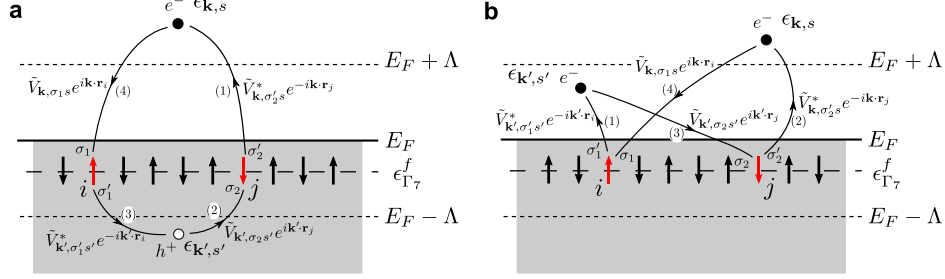 a
e⁻ ϵ_{k,s}
E_F + Λ
Ṽ_{k,σ₁s}e^{ik·r_i}
(4)
(1)
Ṽ*_{k,σ′₂s}e^{−ik·r_j}
E_F
σ₁
σ′₂
ϵ^f_{Γ₇}
i
σ′₁
σ₂
j
(3)
(2)
E_F − Λ
Ṽ*_{k′,σ′₁s′}e^{−ik′·r_i}
h⁺ ϵ_{k′,s′}
Ṽ_{k′,σ₂s′}e^{ik′·r_j}
b
e⁻ ϵ_{k,s}
E_F + Λ
ϵ_{k′,s′} e⁻
Ṽ_{k,σ₁s}e^{ik·r_i}
(4)
Ṽ*_{k′,σ′₁s′}e^{−ik′·r_i}
(1)
(3)
Ṽ_{k′,σ₂s′}e^{ik′·r_j}
(2)
Ṽ*_{k,σ′₂s}e^{−ik·r_j}
E_F
σ′₁
σ₁
σ₂
σ′₂
ϵ^f_{Γ₇}
i
j
E_F − Λ